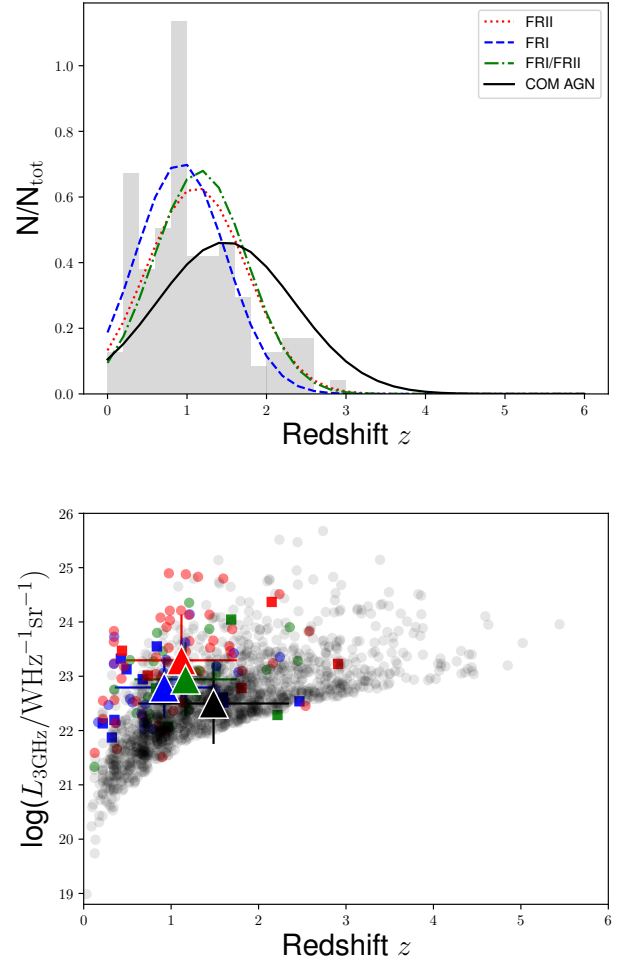 FRII
FRI
FRI/FRII
COM AGN
N/N_tot
1.0
0.8
0.6
0.4
0.2
0.0
0 1 2 3 4 5 6
Redshift z
log(L_3GHz/WHz⁻¹sr⁻¹)
26
25
24
23
22
21
20
19
0 1 2 3 4 5 6
Redshift z